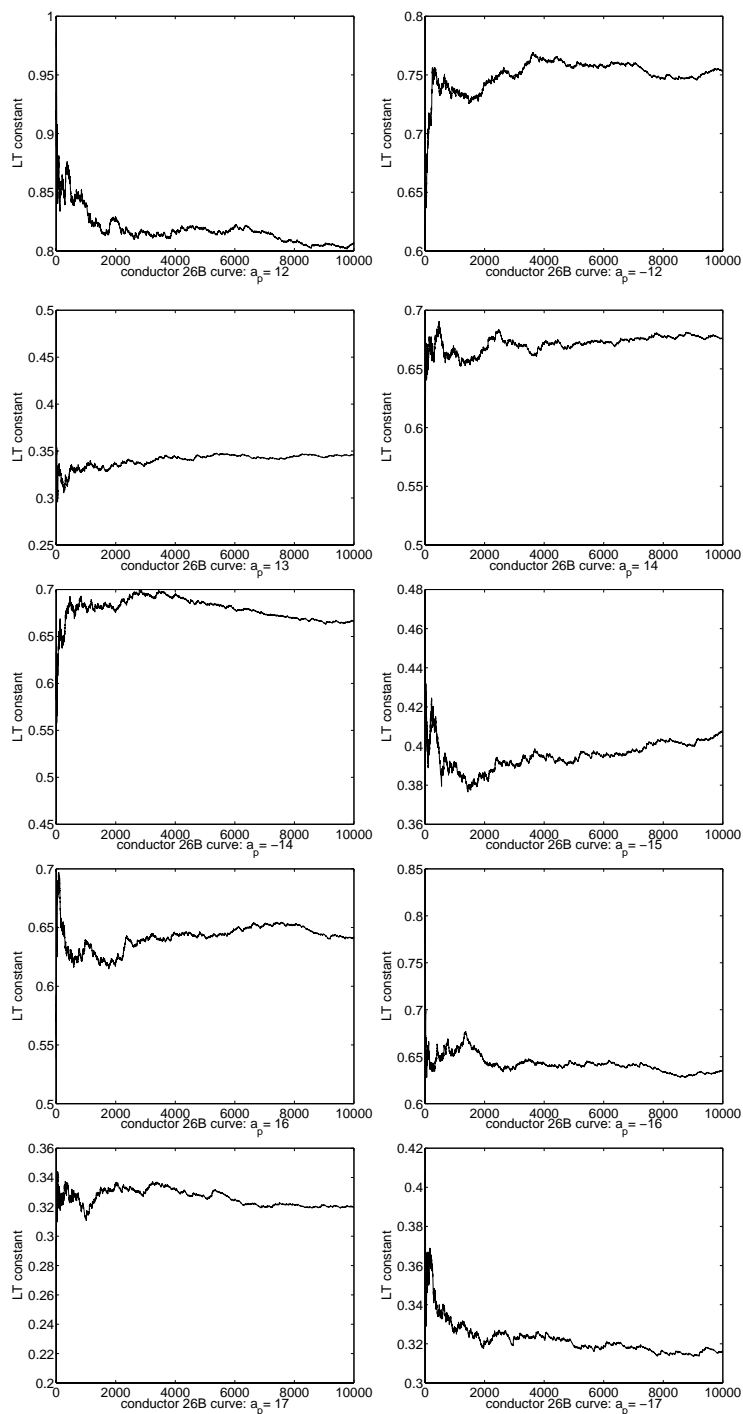 1
0.95
0.9
0.85
0.8
LT constant
0 2000 4000 6000 8000 10000
conductor 26B curve: a_p= 12
0.8
0.75
0.7
0.65
0.6
LT constant
0 2000 4000 6000 8000 10000
conductor 26B curve: a_p= −12
0.5
0.45
0.4
0.35
0.3
0.25
LT constant
0 2000 4000 6000 8000 10000
conductor 26B curve: a_p= 13
0.7
0.65
0.6
0.55
0.5
LT constant
0 2000 4000 6000 8000 10000
conductor 26B curve: a_p= 14
0.7
0.65
0.6
0.55
0.5
0.45
LT constant
0 2000 4000 6000 8000 10000
conductor 26B curve: a_p= −14
0.48
0.46
0.44
0.42
0.4
0.38
0.36
LT constant
0 2000 4000 6000 8000 10000
conductor 26B curve: a_p= −15
0.7
0.65
0.6
0.55
0.5
LT constant
0 2000 4000 6000 8000 10000
conductor 26B curve: a_p= 16
0.85
0.8
0.75
0.7
0.65
0.6
LT constant
0 2000 4000 6000 8000 10000
conductor 26B curve: a_p= −16
0.36
0.34
0.32
0.3
0.28
0.26
0.24
0.22
0.2
LT constant
0 2000 4000 6000 8000 10000
conductor 26B curve: a_p= 17
0.42
0.4
0.38
0.36
0.34
0.32
0.3
LT constant
0 2000 4000 6000 8000 10000
conductor 26B curve: a_p= −17